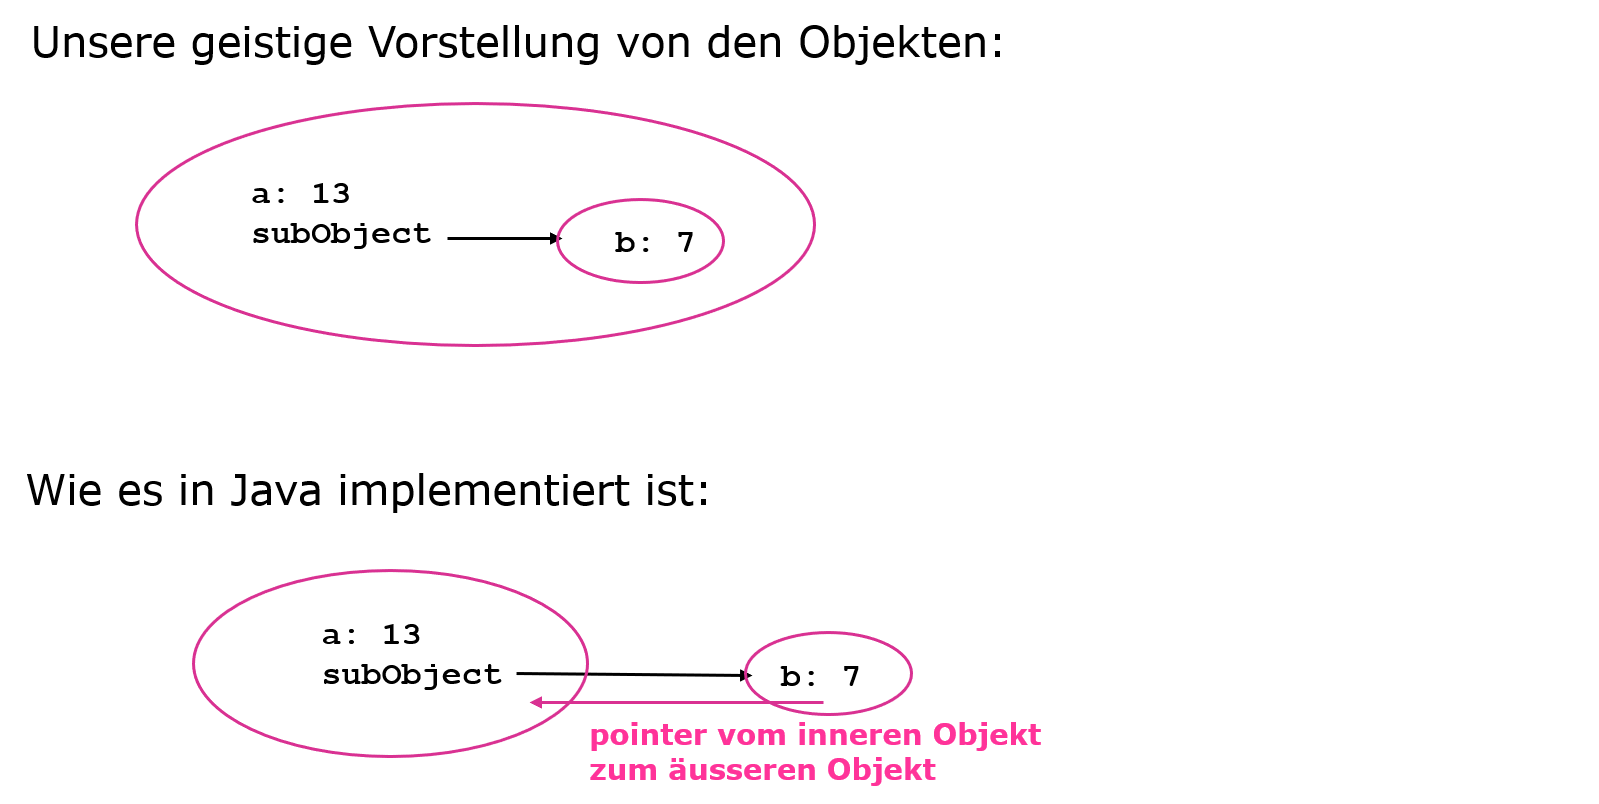 Unsere geistige Vorstellung von den Objekten:
a: 13
subObject
b: 7
Wie es in Java implementiert ist:
a: 13
subObject
b: 7
pointer vom inneren Objekt
zum äusseren Objekt